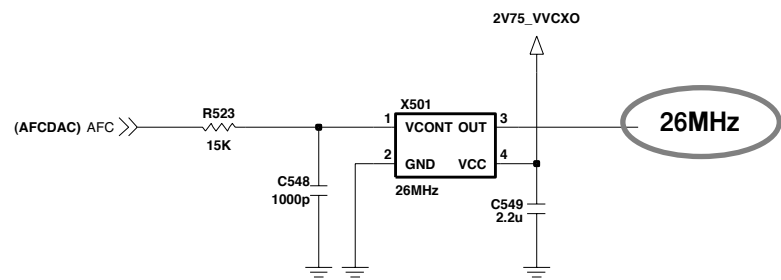 2V75_VVCXO
R523
X501
(AFCDAC) AFC
1
VCONT OUT
3
26MHz
15K
2
GND VCC
4
C548
1000p
26MHz
C549
2.2u